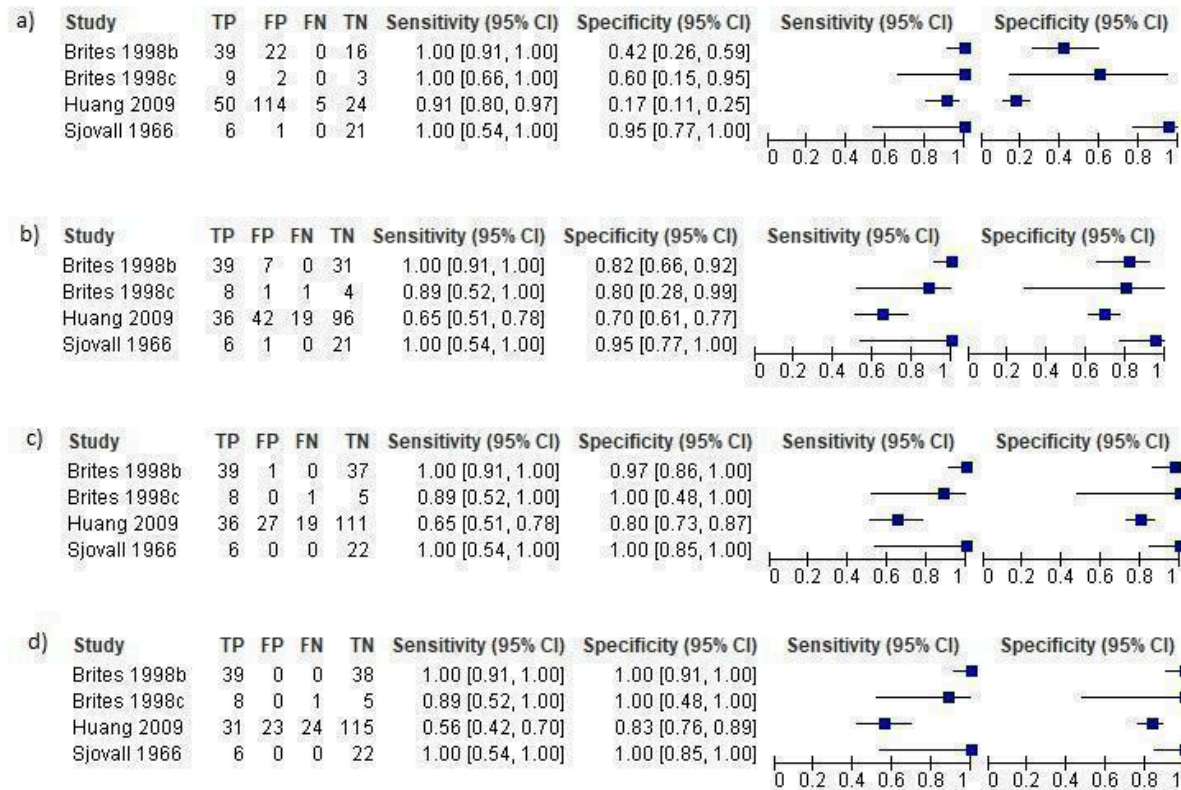 a) Study TP FP FN TN Sensitivity (95% CI) Specificity (95% CI) Sensitivity (95% CI) Specificity (95% CI)
Brites 1998b 39 22 0 16 1.00 [0.91, 1.00] 0.42 [0.26, 0.59]
Brites 1998c 9 2 0 3 1.00 [0.66, 1.00] 0.60 [0.15, 0.95]
Huang 2009 50 114 5 24 0.91 [0.80, 0.97] 0.17 [0.11, 0.25]
Sjovall 1966 6 1 0 21 1.00 [0.54, 1.00] 0.95 [0.77, 1.00]
0 0.2 0.4 0.6 0.8 1 0 0.2 0.4 0.6 0.8 1
b) Study TP FP FN TN Sensitivity (95% CI) Specificity (95% CI) Sensitivity (95% CI) Specificity (95% CI)
Brites 1998b 39 7 0 31 1.00 [0.91, 1.00] 0.82 [0.66, 0.92]
Brites 1998c 8 1 1 4 0.89 [0.52, 1.00] 0.80 [0.28, 0.99]
Huang 2009 36 42 19 96 0.65 [0.51, 0.78] 0.70 [0.61, 0.77]
Sjovall 1966 6 1 0 21 1.00 [0.54, 1.00] 0.95 [0.77, 1.00]
0 0.2 0.4 0.6 0.8 1 0 0.2 0.4 0.6 0.8 1
c) Study TP FP FN TN Sensitivity (95% CI) Specificity (95% CI) Sensitivity (95% CI) Specificity (95% CI)
Brites 1998b 39 1 0 37 1.00 [0.91, 1.00] 0.97 [0.86, 1.00]
Brites 1998c 8 0 1 5 0.89 [0.52, 1.00] 1.00 [0.48, 1.00]
Huang 2009 36 27 19 111 0.65 [0.51, 0.78] 0.80 [0.73, 0.87]
Sjovall 1966 6 0 0 22 1.00 [0.54, 1.00] 1.00 [0.85, 1.00]
0 0.2 0.4 0.6 0.8 1 0 0.2 0.4 0.6 0.8 1
d) Study TP FP FN TN Sensitivity (95% CI) Specificity (95% CI) Sensitivity (95% CI) Specificity (95% CI)
Brites 1998b 39 0 0 38 1.00 [0.91, 1.00] 1.00 [0.91, 1.00]
Brites 1998c 8 0 1 5 0.89 [0.52, 1.00] 1.00 [0.48, 1.00]
Huang 2009 31 23 24 115 0.56 [0.42, 0.70] 0.83 [0.76, 0.89]
Sjovall 1966 6 0 0 22 1.00 [0.54, 1.00] 1.00 [0.85, 1.00]
0 0.2 0.4 0.6 0.8 1 0 0.2 0.4 0.6 0.8 1